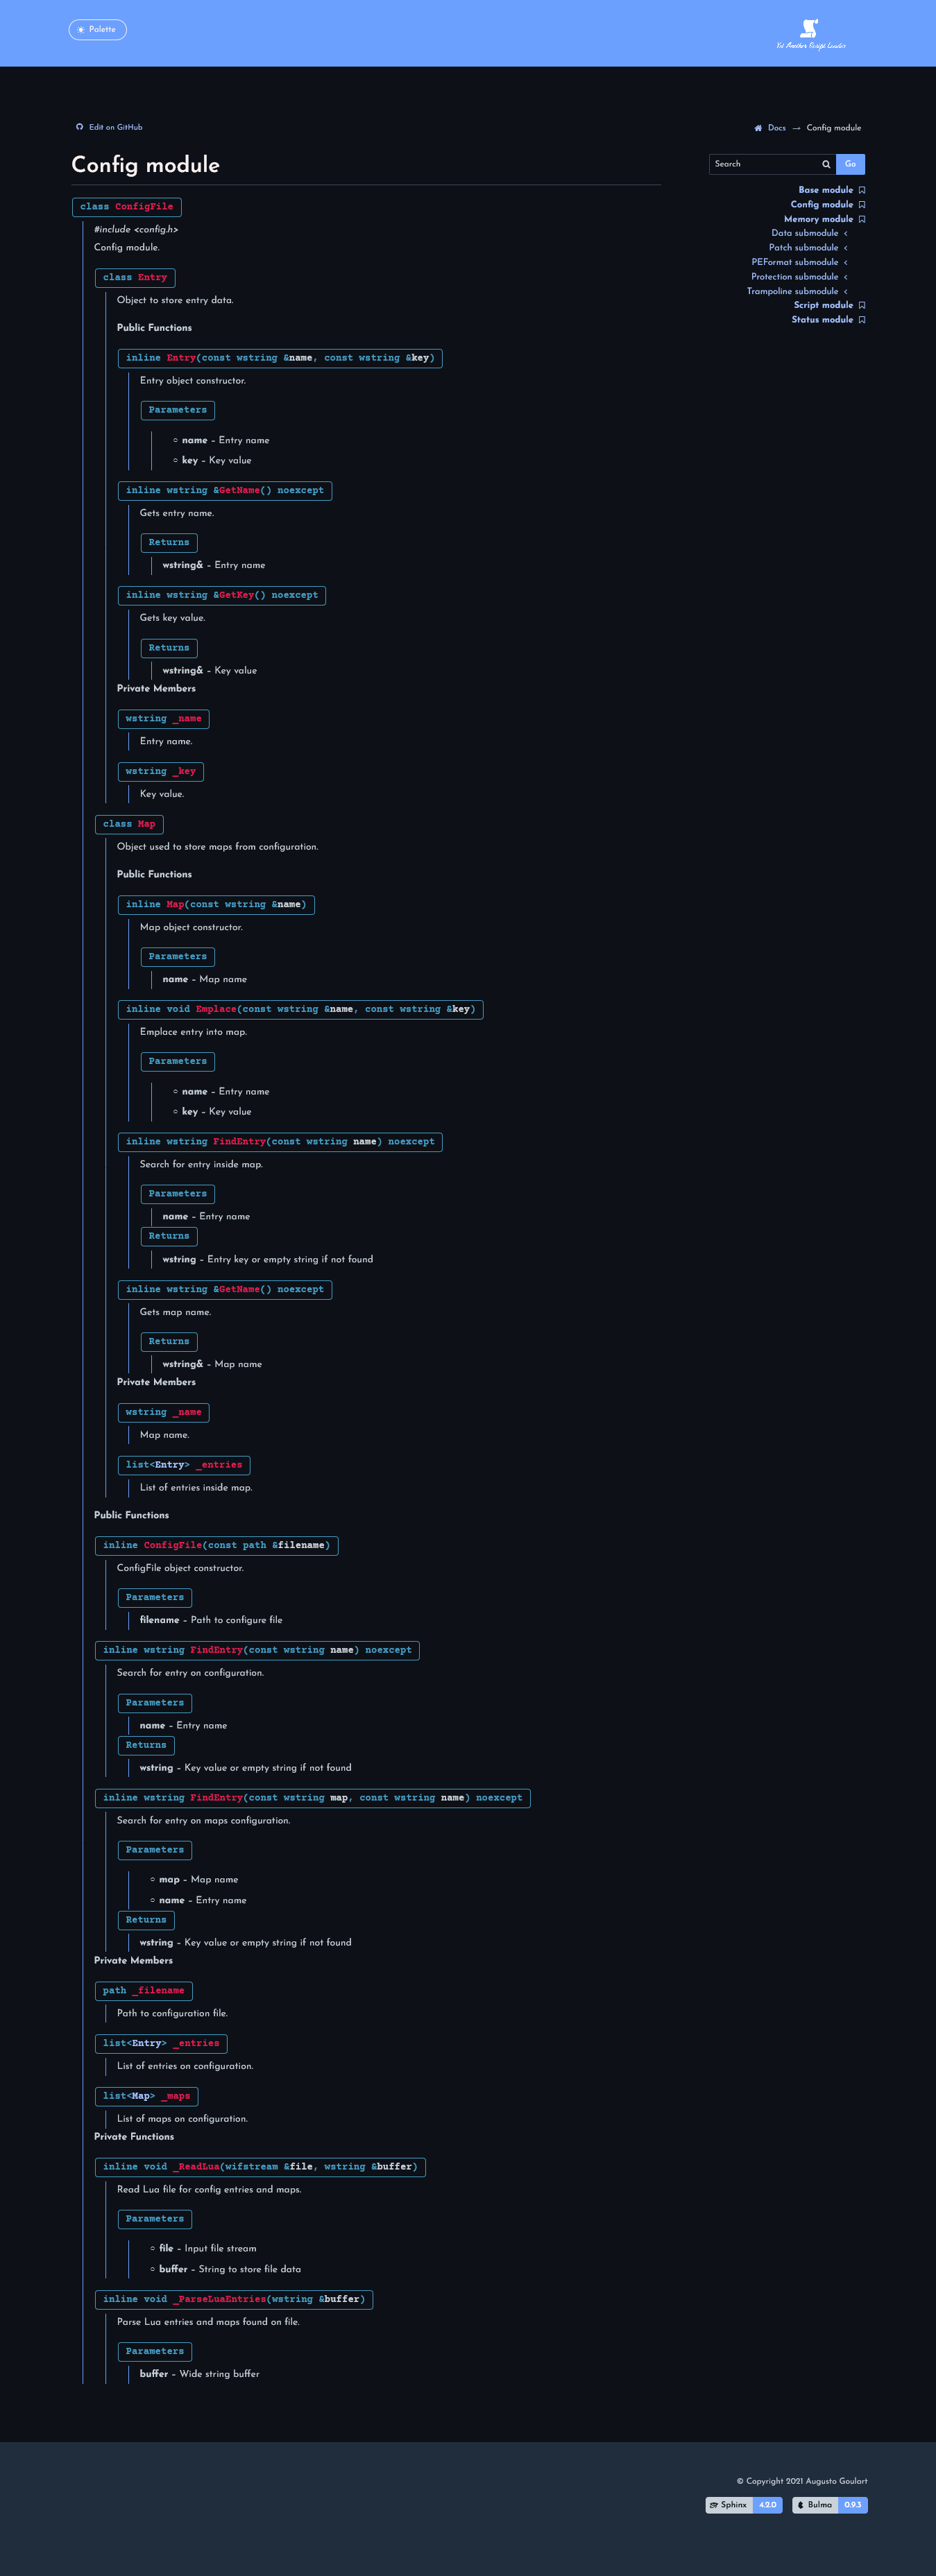 Palette
Yet Another Script Loader
Edit on GitHub
Docs → Config module
Config module
Search
Go
Base module
Config module
Memory module
Data submodule
Patch submodule
PEFormat submodule
Protection submodule
Trampoline submodule
Script module
Status module
class ConfigFile
#include <config.h>
Config module.
class Entry
Object to store entry data.
Public Functions
inline Entry(const wstring &name, const wstring &key)
Entry object constructor.
Parameters
name – Entry name
key – Key value
inline wstring &GetName() noexcept
Gets entry name.
Returns
wstring& – Entry name
inline wstring &GetKey() noexcept
Gets key value.
Returns
wstring& – Key value
Private Members
wstring _name
Entry name.
wstring _key
Key value.
class Map
Object used to store maps from configuration.
Public Functions
inline Map(const wstring &name)
Map object constructor.
Parameters
name – Map name
inline void Emplace(const wstring &name, const wstring &key)
Emplace entry into map.
Parameters
name – Entry name
key – Key value
inline wstring FindEntry(const wstring name) noexcept
Search for entry inside map.
Parameters
name – Entry name
Returns
wstring – Entry key or empty string if not found
inline wstring &GetName() noexcept
Gets map name.
Returns
wstring& – Map name
Private Members
wstring _name
Map name.
list<Entry> _entries
List of entries inside map.
Public Functions
inline ConfigFile(const path &filename)
ConfigFile object constructor.
Parameters
filename – Path to configure file
inline wstring FindEntry(const wstring name) noexcept
Search for entry on configuration.
Parameters
name – Entry name
Returns
wstring – Key value or empty string if not found
inline wstring FindEntry(const wstring map, const wstring name) noexcept
Search for entry on maps configuration.
Parameters
map – Map name
name – Entry name
Returns
wstring – Key value or empty string if not found
Private Members
path _filename
Path to configuration file.
list<Entry> _entries
List of entries on configuration.
list<Map> _maps
List of maps on configuration.
Private Functions
inline void _ReadLua(wifstream &file, wstring &buffer)
Read Lua file for config entries and maps.
Parameters
file – Input file stream
buffer – String to store file data
inline void _ParseLuaEntries(wstring &buffer)
Parse Lua entries and maps found on file.
Parameters
buffer – Wide string buffer
© Copyright 2021 Augusto Goulart
Sphinx 4.2.0 Bulma 0.9.3